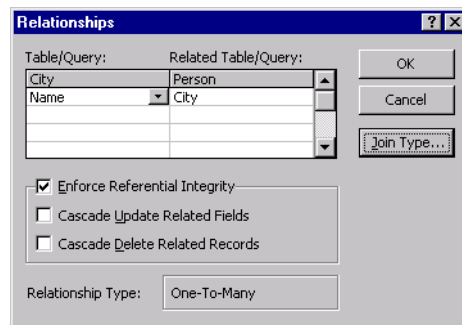 Relationships
Table/Query: Related Table/Query:
City Person
Name City
OK
Cancel
Join Type...
Enforce Referential Integrity
Cascade Update Related Fields
Cascade Delete Related Records
Relationship Type: One-To-Many